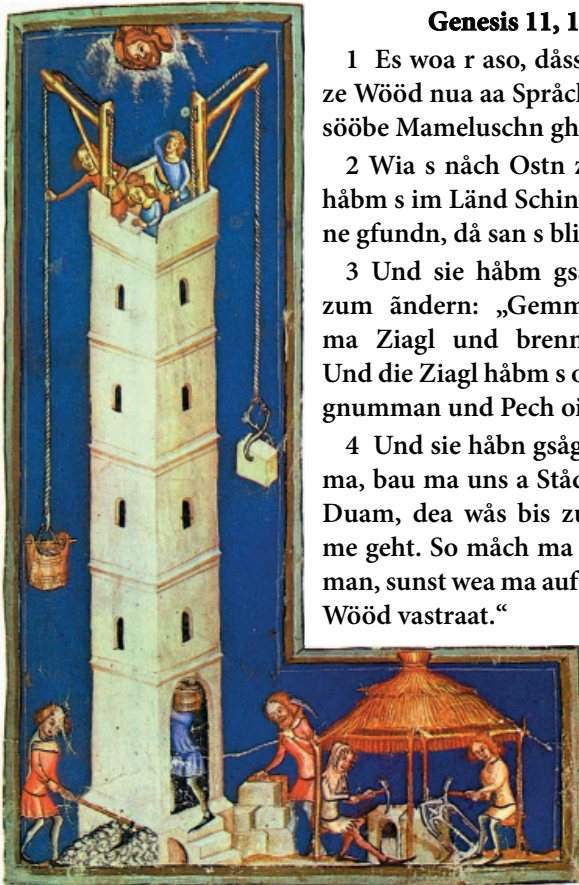 Genesis 11, 1
1 Es woa r aso, dåss
ze Wööd nua aa Språch
sööbe Mameluschn gh
2 Wia s nåch Ostn z
håbm s im Länd Schin
ne gfundn, då san s bli
3 Und sie håbm gså
zum ãndern: „Gemm
ma Ziagl und brenn
Und die Ziagl håbm s o
gnumman und Pech oi
4 Und sie håbn gsåg
ma, bau ma uns a Ståd
Duam, dea wås bis zu
me geht. So måch ma
man, sunst wea ma auf
Wööd vastraat.“